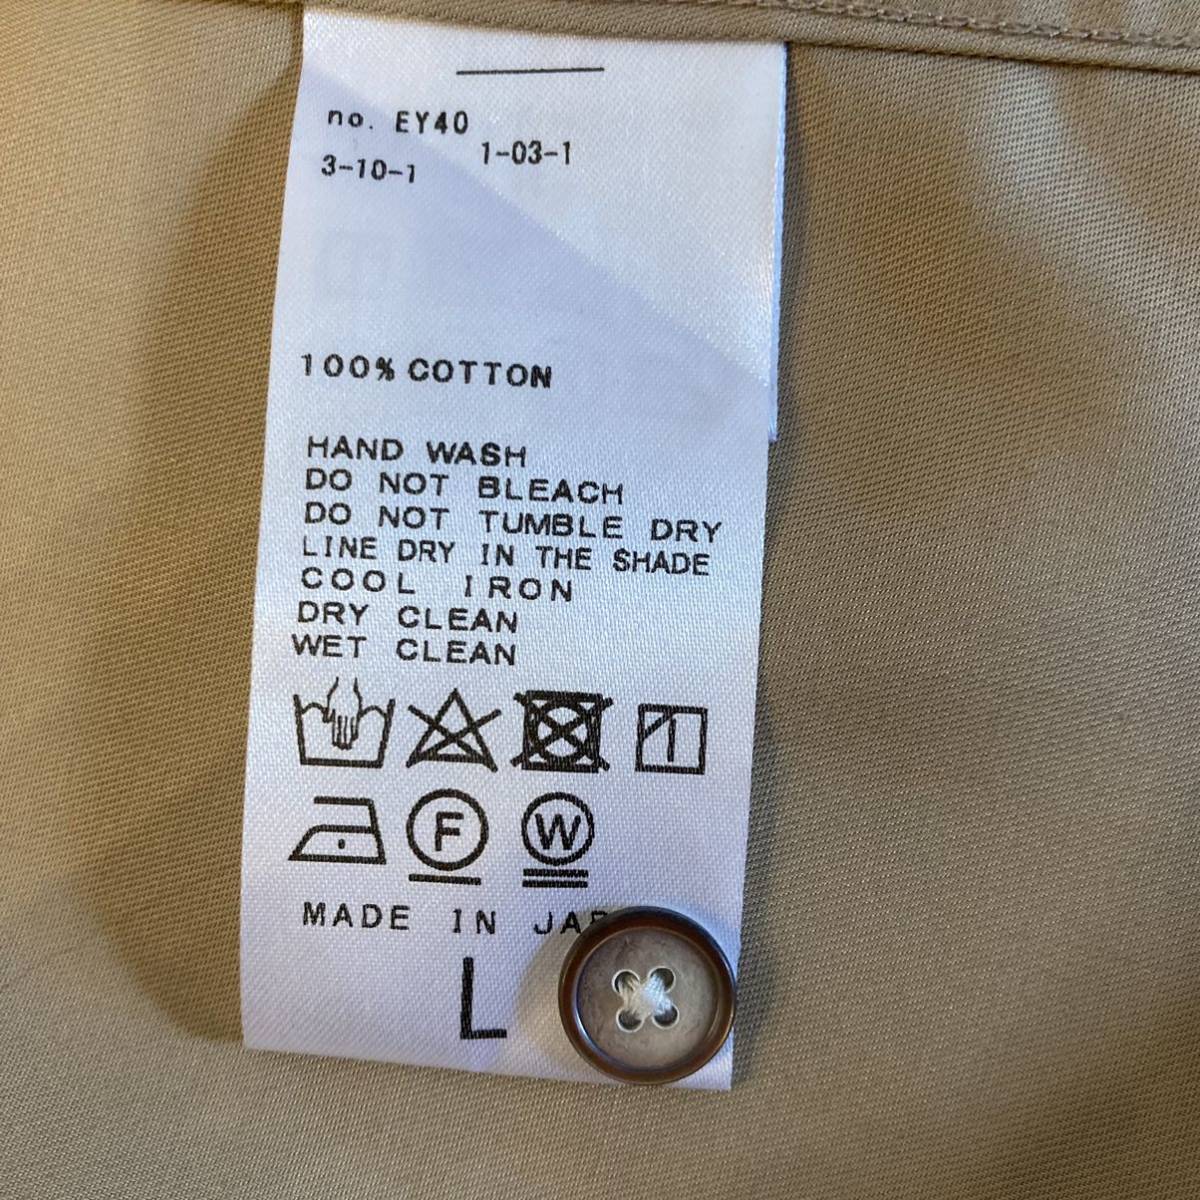 no. EY40
1-03-1
3-10-1
100% COTTON
HAND WASH
DO NOT BLEACH
DO NOT TUMBLE DRY
LINE DRY IN THE SHADE
COOL IRON
DRY CLEAN
WET CLEAN
F
W
MADE IN
L